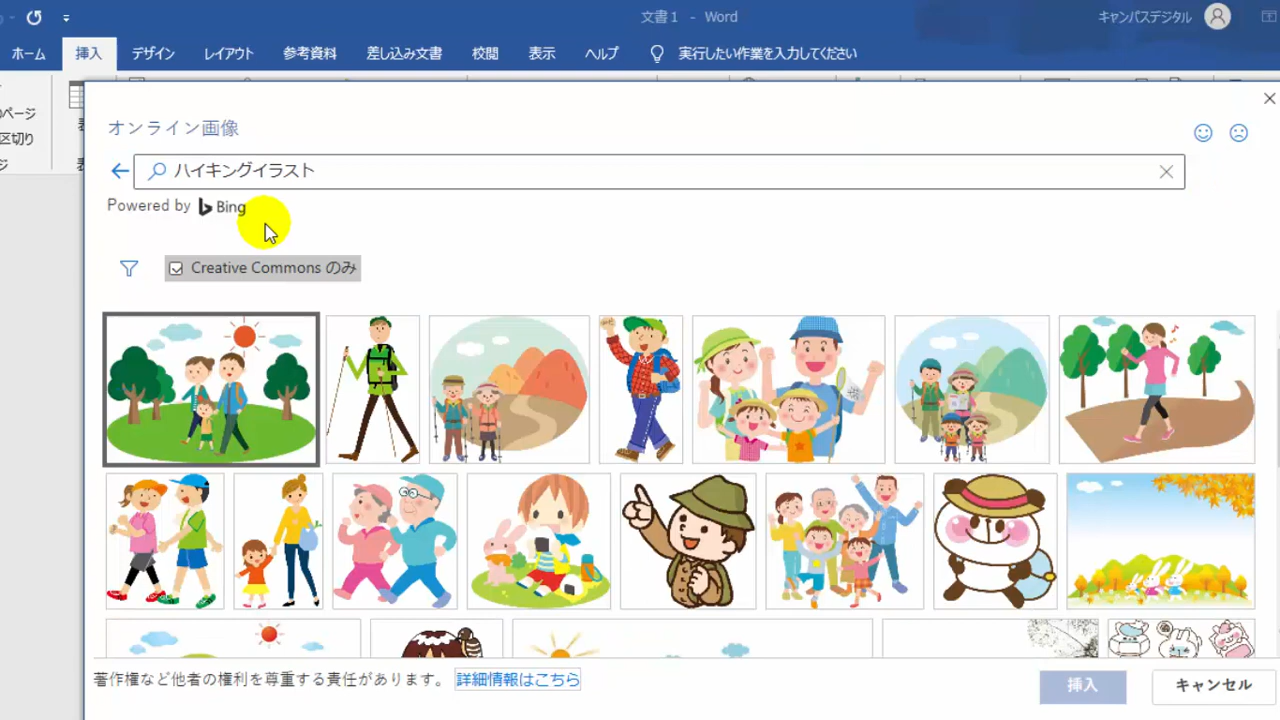 文書1 - Word
キャンパスデジタル
ホーム 挿入 デザイン レイアウト 参考資料 差し込み文書 校閲 表示 ヘルプ 実行したい作業を入力してください
ページ
区切り
オンライン画像
ハイキングイラスト
Powered by Bing
Creative Commons のみ
著作権など他者の権利を尊重する責任があります。 詳細情報はこちら
挿入 キャンセル